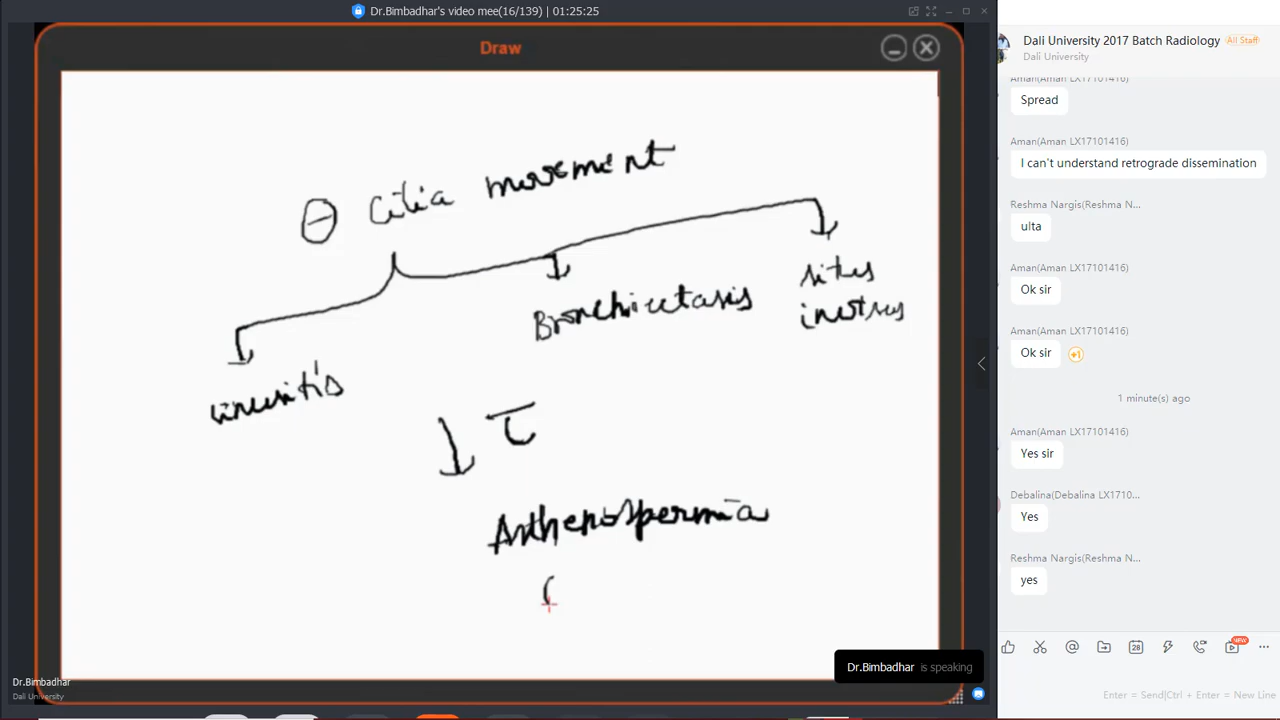 Dr.Bimbadhar's video mee(16/139) | 01:25:25
Draw
⊖ Cilia movement
sinusitis
Bronchicetasis
situs
inversus
↓ τ
Asthenospermia
(
Dr.Bimbadhar
Dali University
Dr.Bimbadhar is speaking
Dali University 2017 Batch Radiology All Staff
Dali University
Aman(Aman LX17101416)
Spread
Aman(Aman LX17101416)
I can't understand retrograde dissemination
Reshma Nargis(Reshma N...
ulta
Aman(Aman LX17101416)
Ok sir
Aman(Aman LX17101416)
Ok sir +1
1 minute(s) ago
Aman(Aman LX17101416)
Yes sir
Debalina(Debalina LX1710...
Yes
Reshma Nargis(Reshma N...
yes
28 NEW
Enter = Send|Ctrl + Enter = New Line